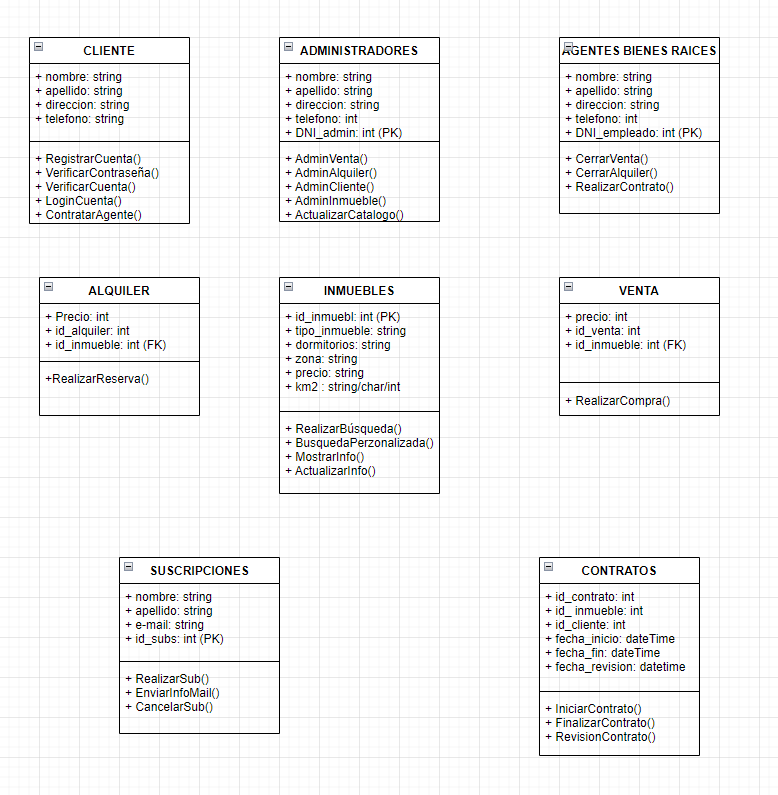 CLIENTE
+ nombre: string
+ apellido: string
+ direccion: string
+ telefono: string
+ RegistrarCuenta()
+ VerificarContraseña()
+ VerificarCuenta()
+ LoginCuenta()
+ ContratarAgente()
ADMINISTRADORES
+ nombre: string
+ apellido: string
+ direccion: string
+ telefono: int
+ DNI_admin: int (PK)
+ AdminVenta()
+ AdminAlquiler()
+ AdminCliente()
+ AdminInmueble()
+ ActualizarCatalogo()
AGENTES BIENES RAICES
+ nombre: string
+ apellido: string
+ direccion: string
+ telefono: int
+ DNI_empleado: int (PK)
+ CerrarVenta()
+ CerrarAlquiler()
+ RealizarContrato()
ALQUILER
+ Precio: int
+ id_alquiler: int
+ id_inmueble: int (FK)
+RealizarReserva()
INMUEBLES
+ id_inmuebl: int (PK)
+ tipo_inmueble: string
+ dormitorios: string
+ zona: string
+ precio: string
+ km2 : string/char/int
+ RealizarBúsqueda()
+ BusquedaPerzonalizada()
+ MostrarInfo()
+ ActualizarInfo()
VENTA
+ precio: int
+ id_venta: int
+ id_inmueble: int (FK)
+ RealizarCompra()
SUSCRIPCIONES
+ nombre: string
+ apellido: string
+ e-mail: string
+ id_subs: int (PK)
+ RealizarSub()
+ EnviarInfoMail()
+ CancelarSub()
CONTRATOS
+ id_contrato: int
+ id_ inmueble: int
+ id_cliente: int
+ fecha_inicio: dateTime
+ fecha_fin: dateTime
+ fecha_revision: datetime
+ IniciarContrato()
+ FinalizarContrato()
+ RevisionContrato()